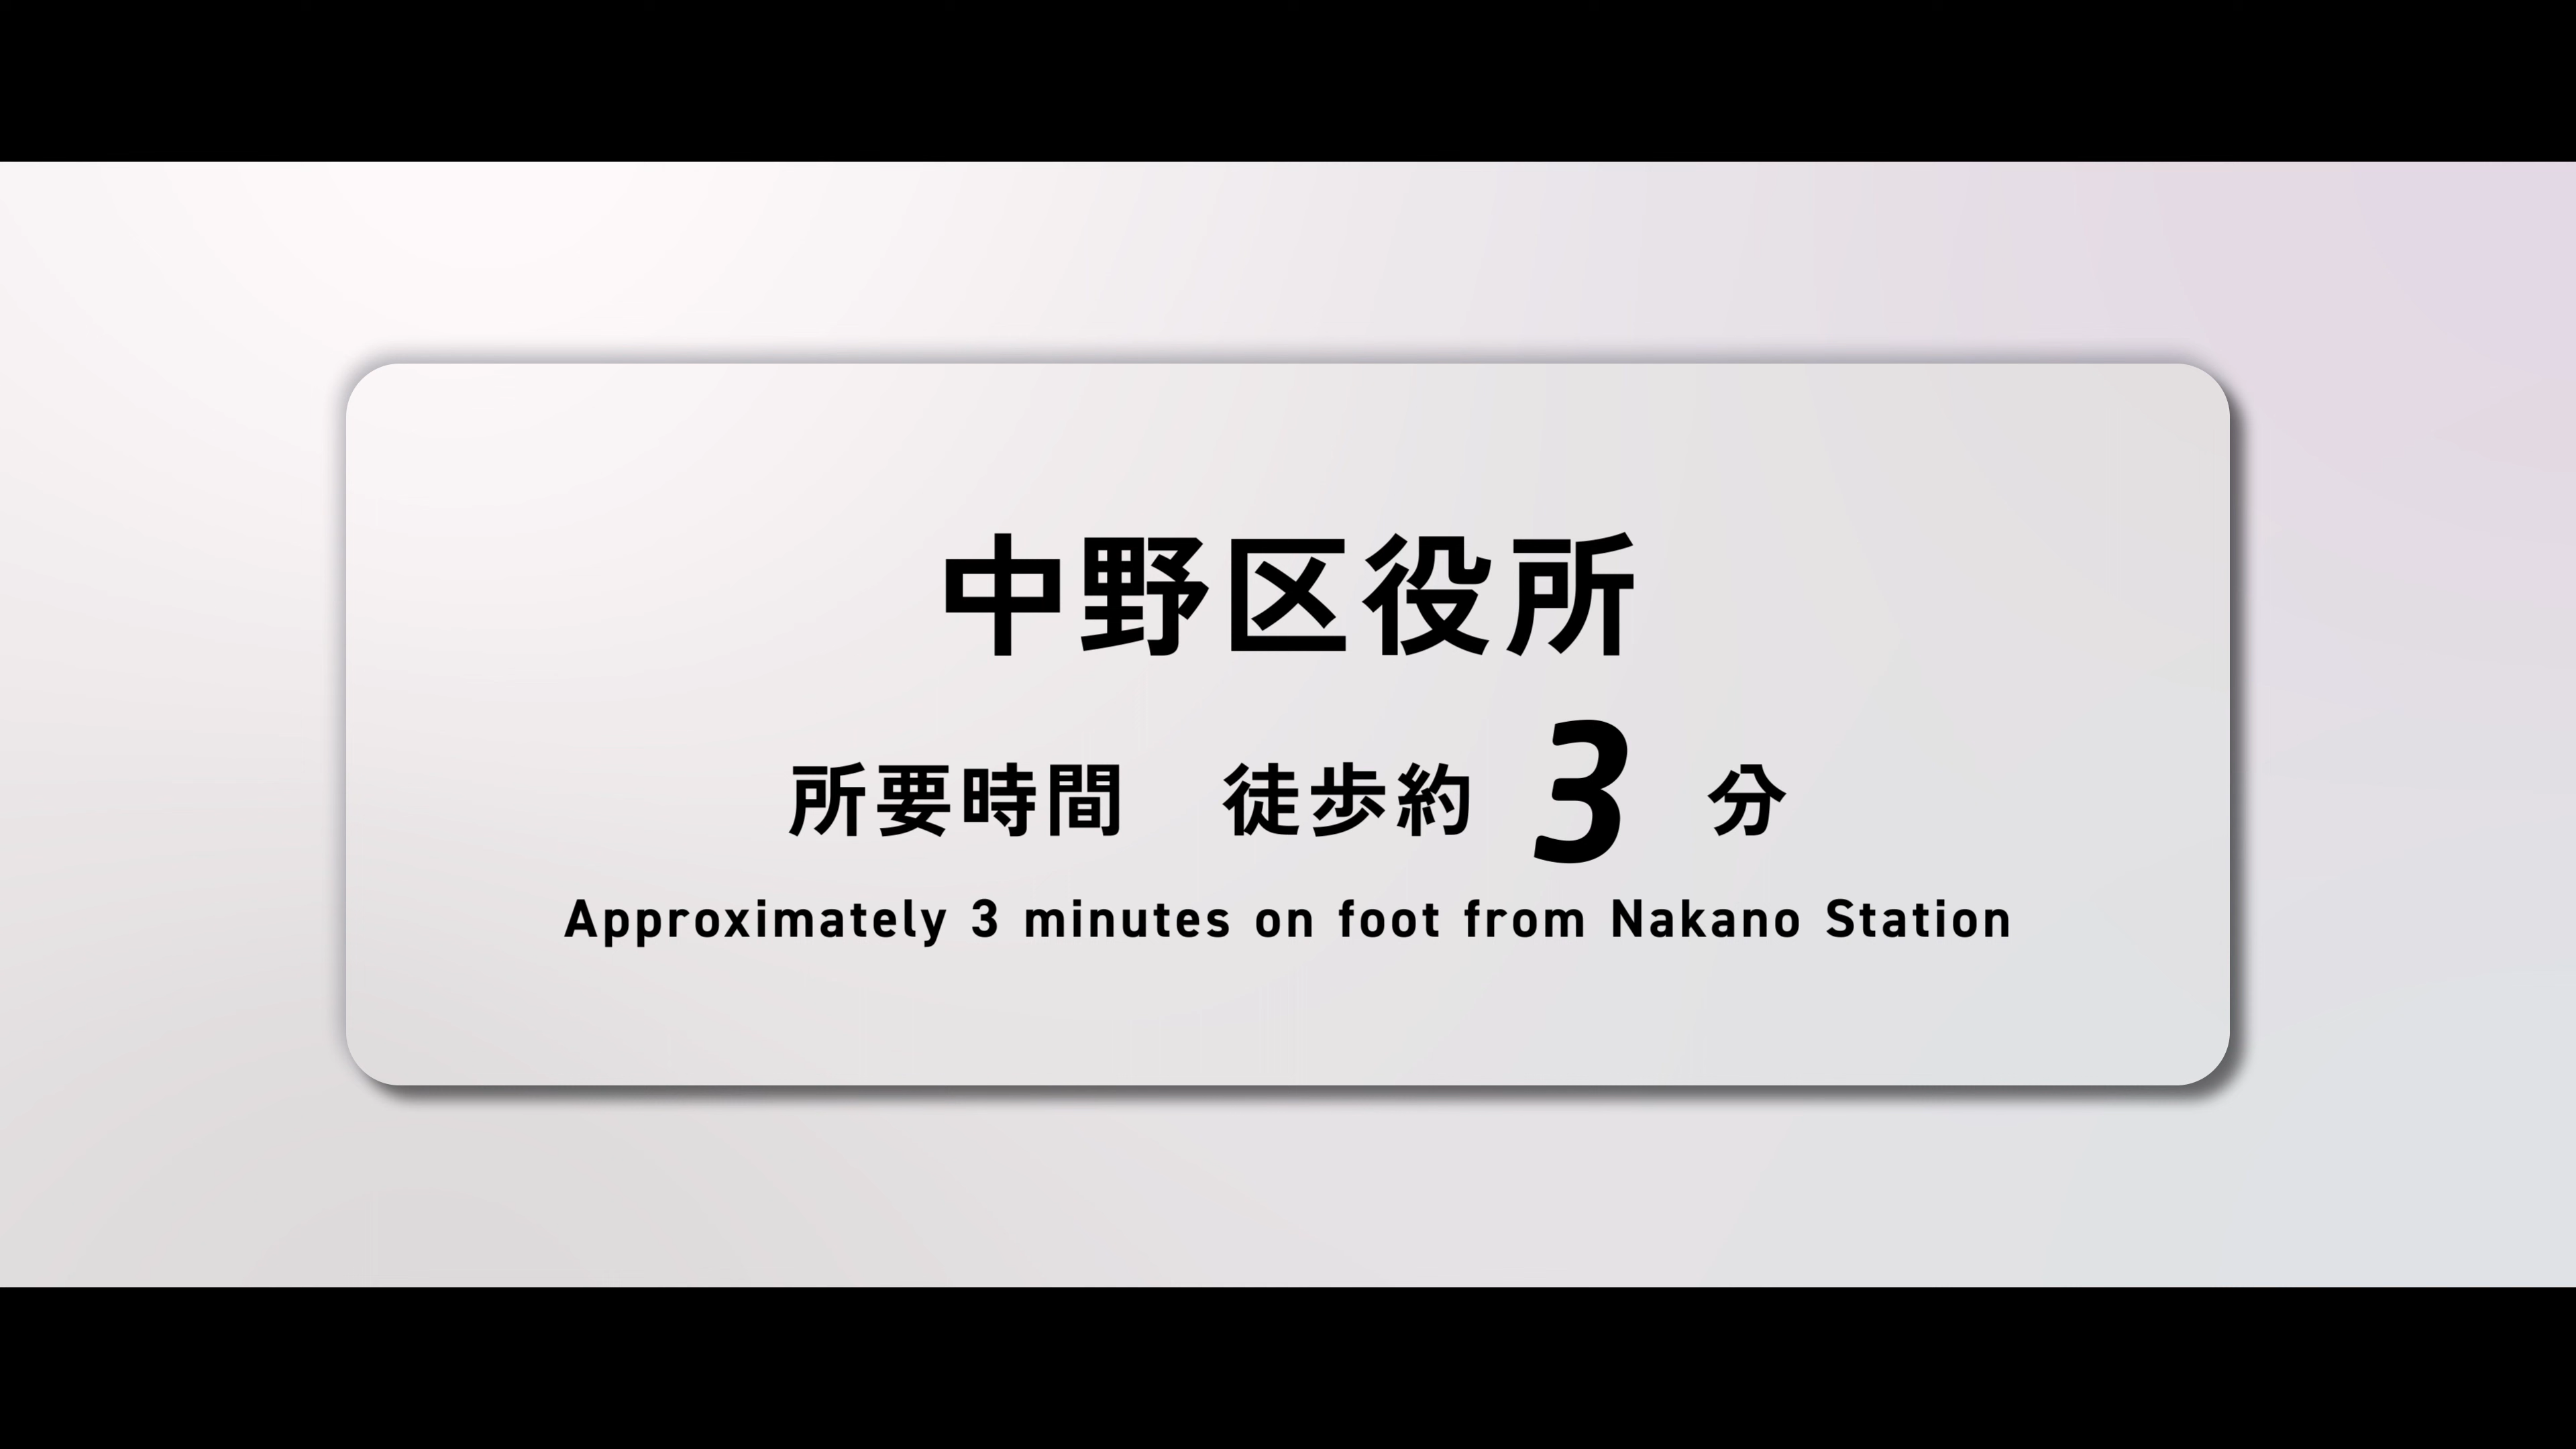 中野区役所
所要時間　徒歩約 3 分
Approximately 3 minutes on foot from Nakano Station